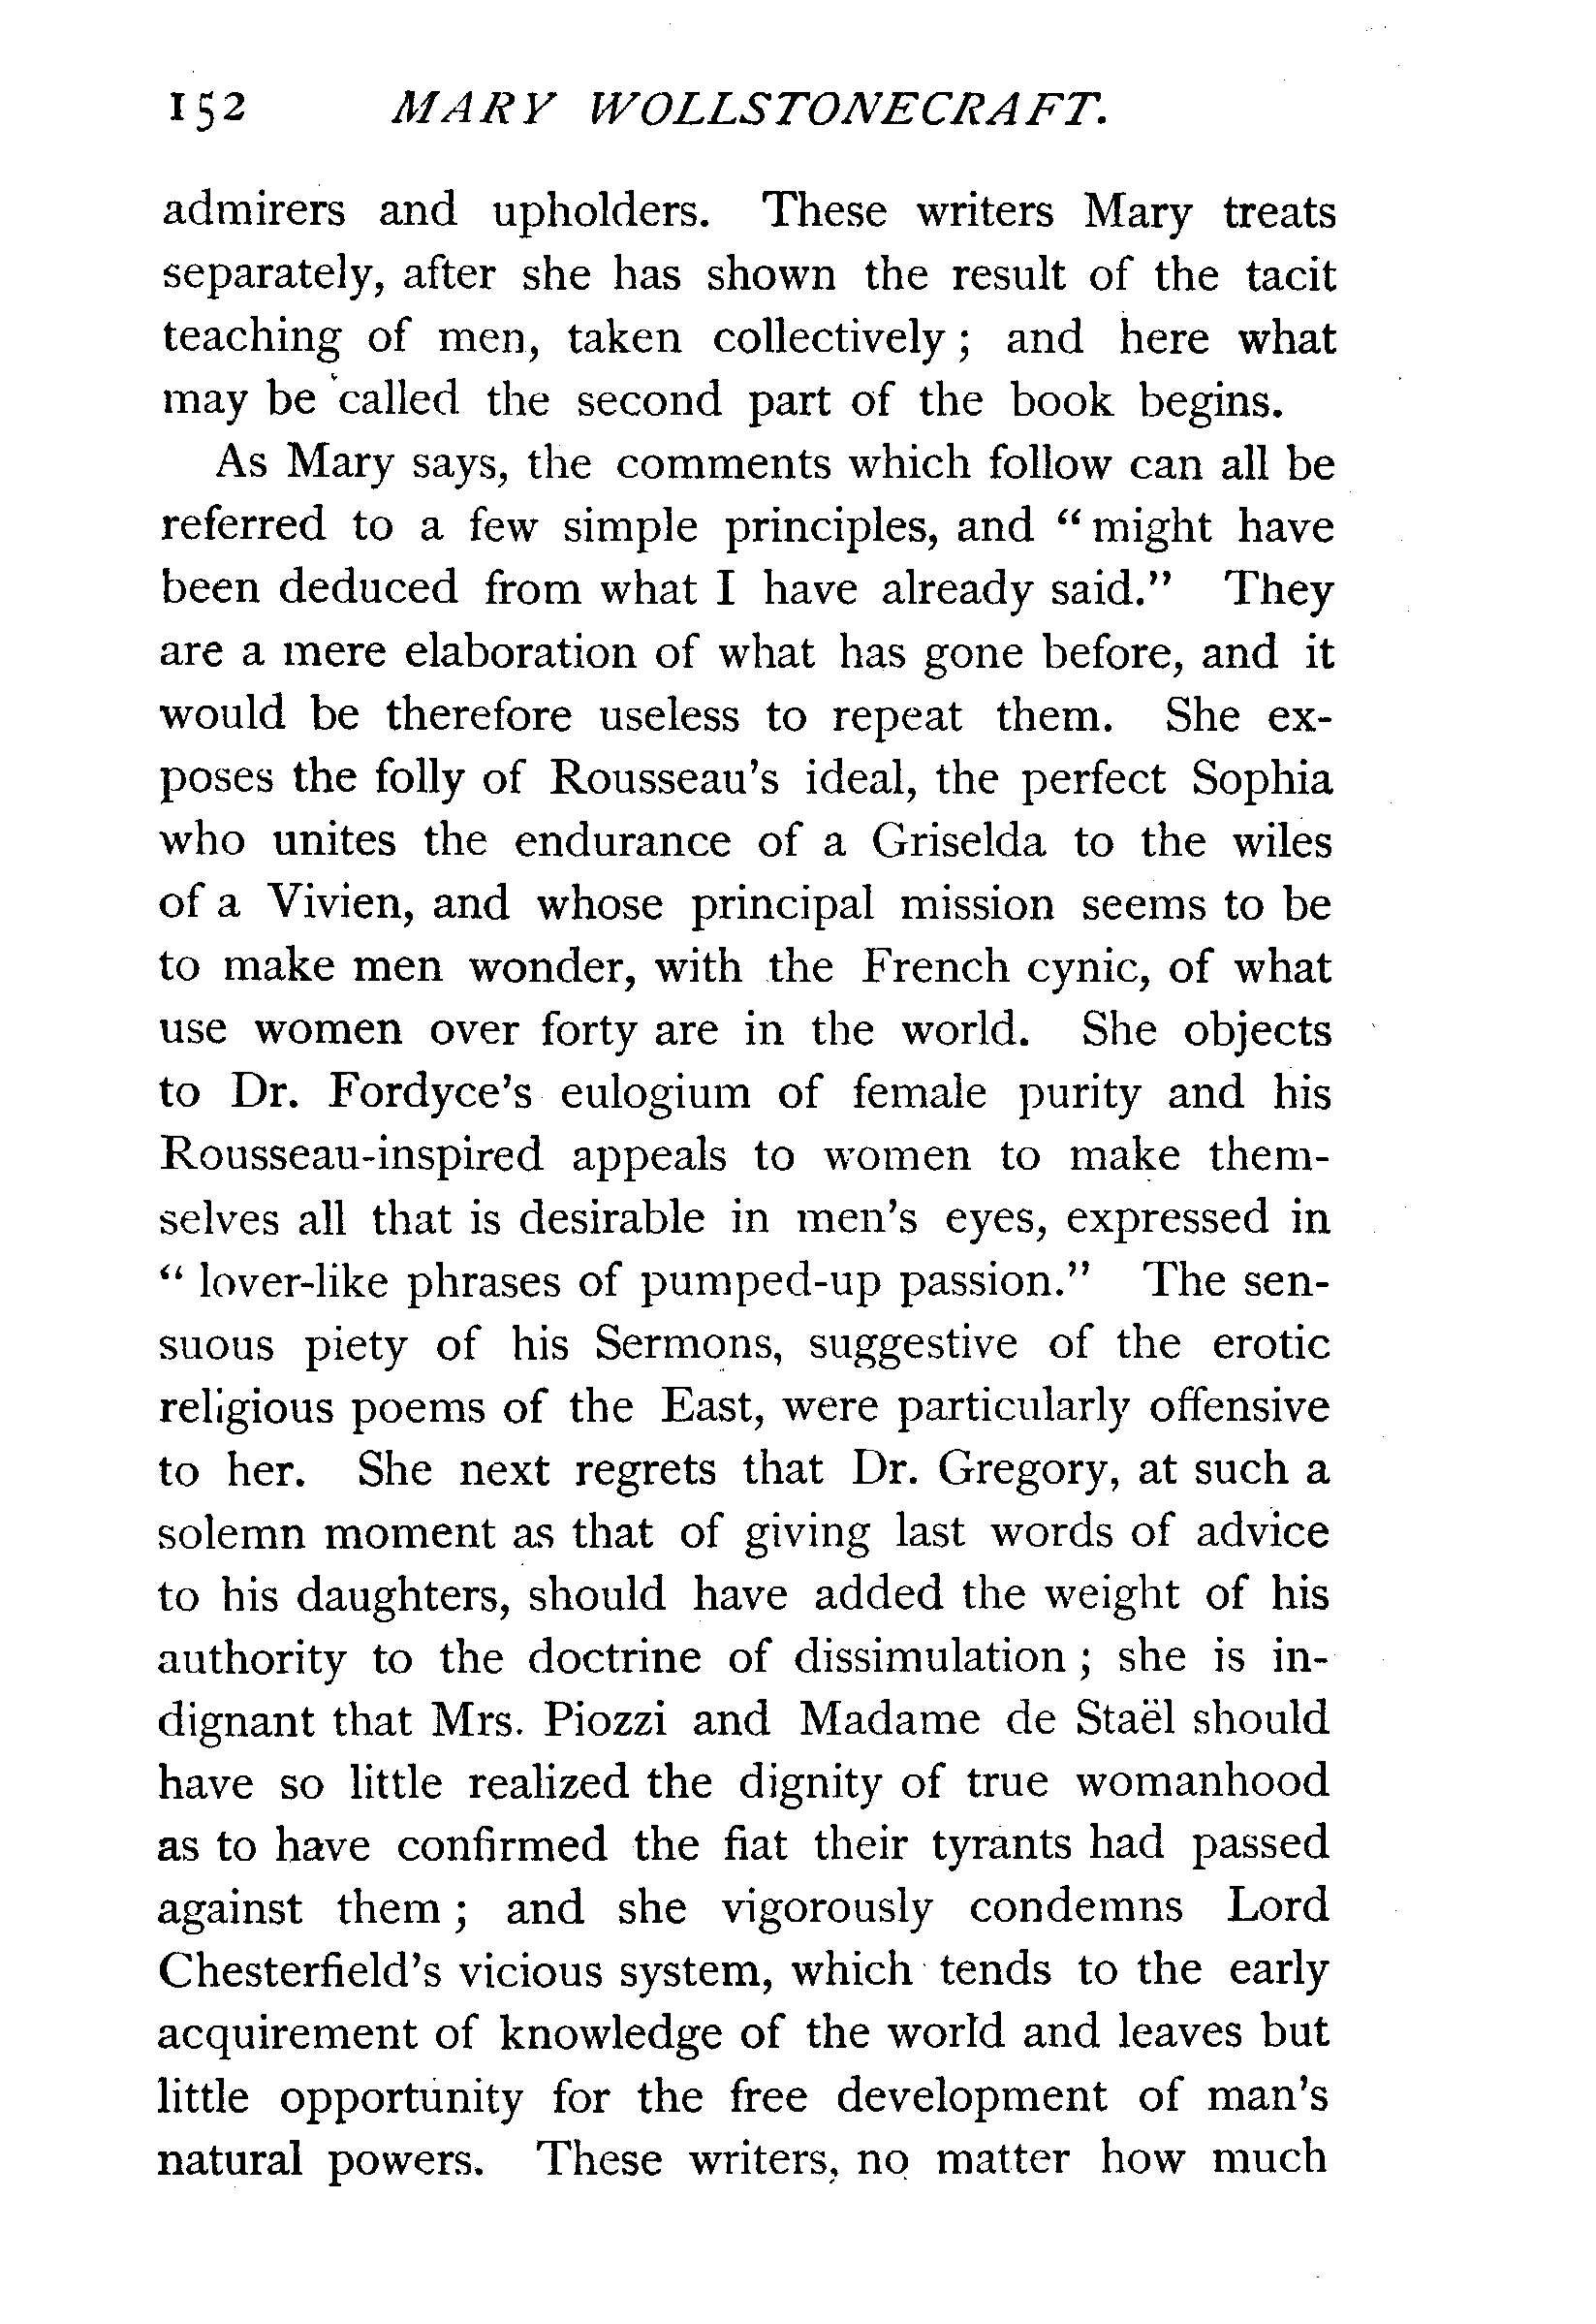 152 MARY WOLLSTONECRAFT.
admirers and upholders. These writers Mary treats
separately, after she has shown the result of the tacit
teaching of men, taken collectively; and here what
may be called the second part of the book begins.
As Mary says, the comments which follow can all be
referred to a few simple principles, and "might have
been deduced from what I have already said." They
are a mere elaboration of what has gone before, and it
would be therefore useless to repeat them. She ex-
poses the folly of Rousseau's ideal, the perfect Sophia
who unites the endurance of a Griselda to the wiles
of a Vivien, and whose principal mission seems to be
to make men wonder, with the French cynic, of what
use women over forty are in the world. She objects
to Dr. Fordyce's eulogium of female purity and his
Rousseau-inspired appeals to women to make them-
selves all that is desirable in men's eyes, expressed in
"lover-like phrases of pumped-up passion." The sen-
suous piety of his Sermons, suggestive of the erotic
religious poems of the East, were particularly offensive
to her. She next regrets that Dr. Gregory, at such a
solemn moment as that of giving last words of advice
to his daughters, should have added the weight of his
authority to the doctrine of dissimulation; she is in-
dignant that Mrs. Piozzi and Madame de Staël should
have so little realized the dignity of true womanhood
as to have confirmed the fiat their tyrants had passed
against them; and she vigorously condemns Lord
Chesterfield's vicious system, which tends to the early
acquirement of knowledge of the world and leaves but
little opportunity for the free development of man's
natural powers. These writers, no matter how much